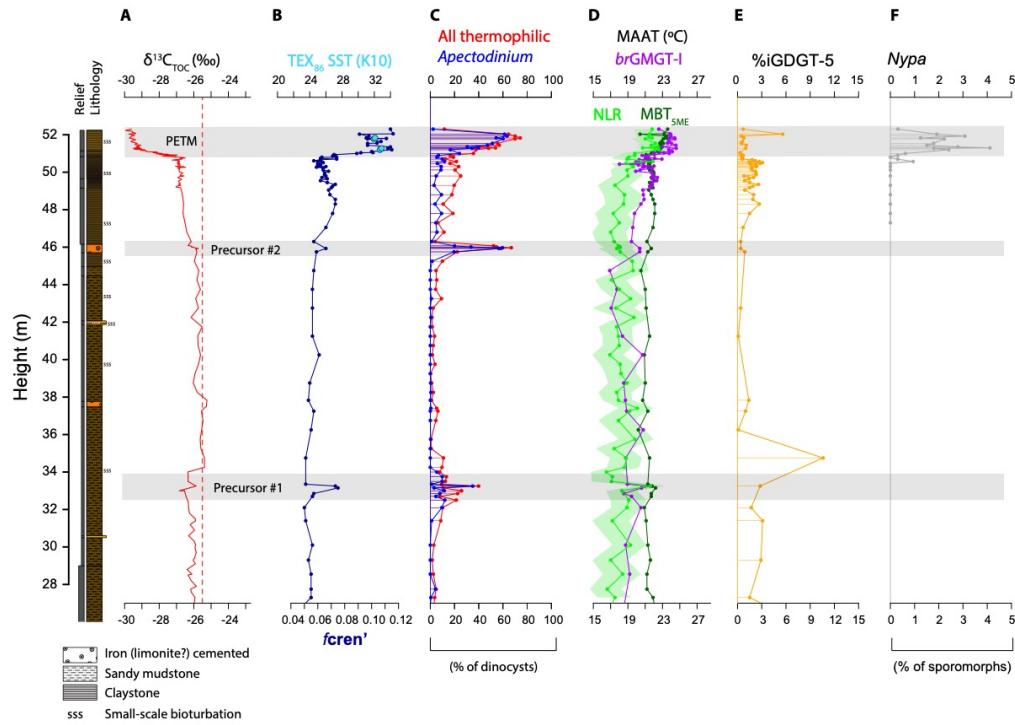 A B C D E F
δ13CTOC (‰) TEX86 SST (K10) All thermophilic MAAT (ºC) %iGDGT-5 Nypa
Apectodinium brGMGT-I
-30 -28 -26 -24 20 24 28 32 36 0 20 40 60 80 100 15 19 23 27 0 3 6 9 12 15 0 1 2 3 4 5
Relief
Lithology
NLR MBT5ME
52
PETM
sss
50
sss
48
sss
46
Precursor #2
sss
44
sss
42
sss
40
sss
38
36
34
sss
Precursor #1
32
30
28
Height (m)
-30 -28 -26 -24 0.04 0.06 0.08 0.10 0.12 0 20 40 60 80 100 15 19 23 27 0 3 6 9 12 15 0 1 2 3 4 5
fcren’
(% of dinocysts) (% of sporomorphs)
Iron (limonite?) cemented
Sandy mudstone
Claystone
sss Small-scale bioturbation